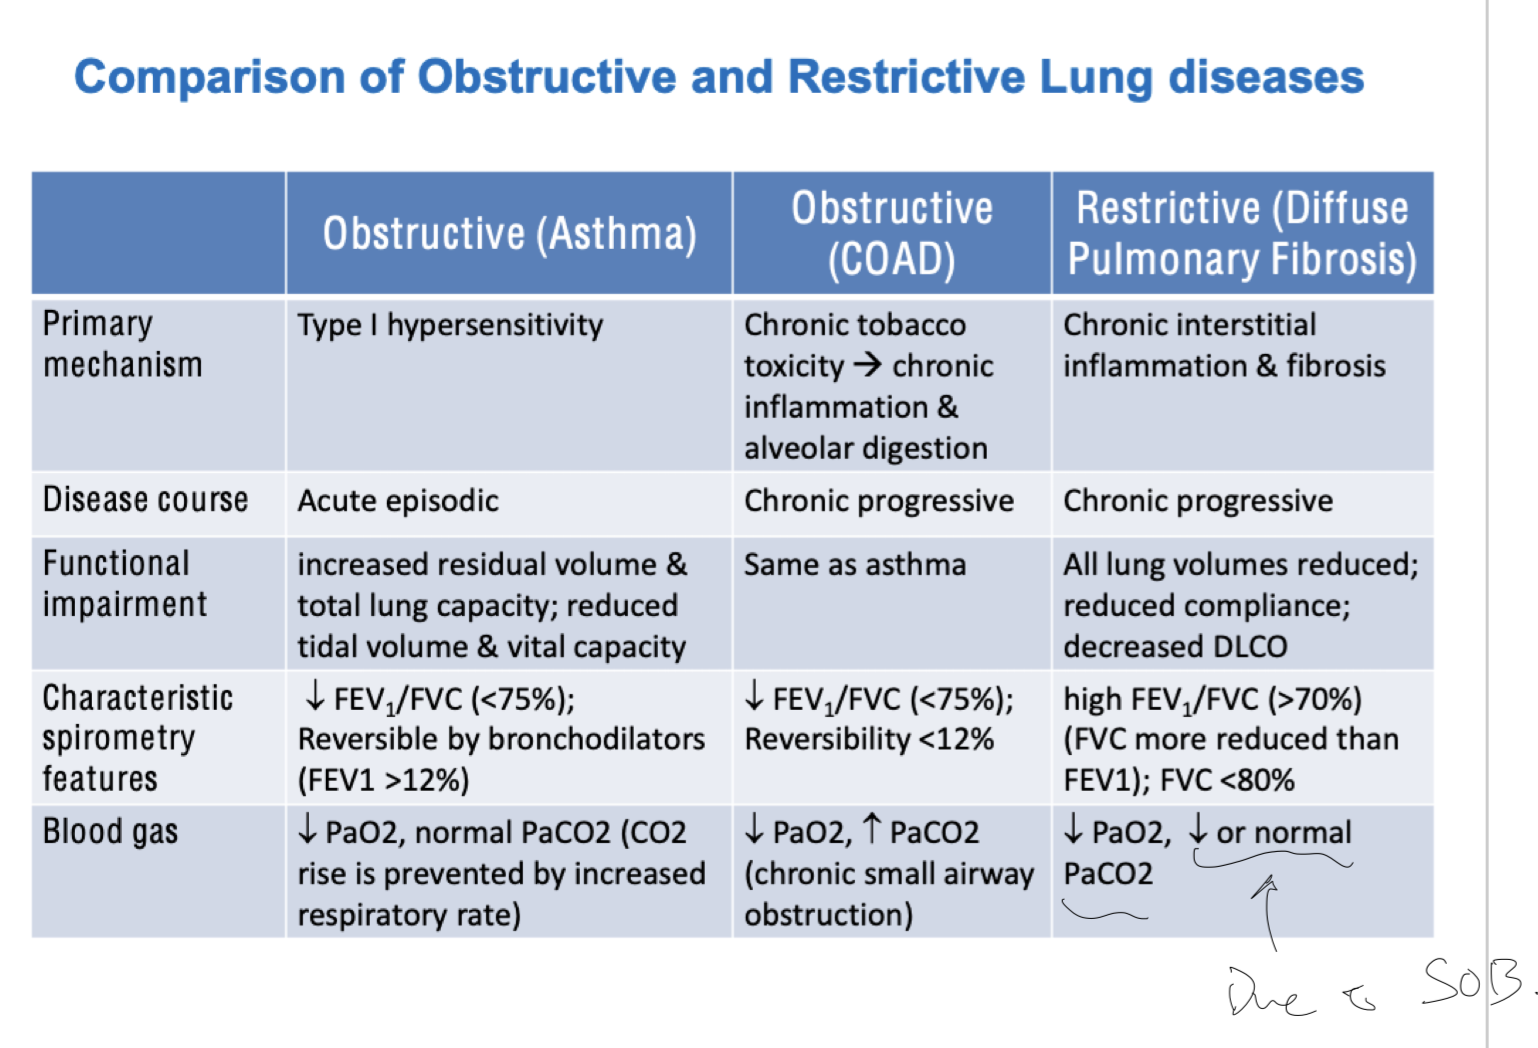 Comparison of Obstructive and Restrictive Lung diseases
Obstructive (Asthma)
Obstructive
(COAD)
Restrictive (Diffuse
Pulmonary Fibrosis)
Primary
mechanism
Type I hypersensitivity
Chronic tobacco
toxicity → chronic
inflammation &
alveolar digestion
Chronic interstitial
inflammation & fibrosis
Disease course
Acute episodic
Chronic progressive
Chronic progressive
Functional
impairment
increased residual volume &
total lung capacity; reduced
tidal volume & vital capacity
Same as asthma
All lung volumes reduced;
reduced compliance;
decreased DLCO
Characteristic
spirometry
features
↓ FEV₁/FVC (<75%);
Reversible by bronchodilators
(FEV1 >12%)
↓ FEV₁/FVC (<75%);
Reversibility <12%
high FEV₁/FVC (>70%)
(FVC more reduced than
FEV1); FVC <80%
Blood gas
↓ PaO2, normal PaCO2 (CO2
rise is prevented by increased
respiratory rate)
↓ PaO2, ↑ PaCO2
(chronic small airway
obstruction)
↓ PaO2, ↓ or normal
PaCO2
Due to SOB.